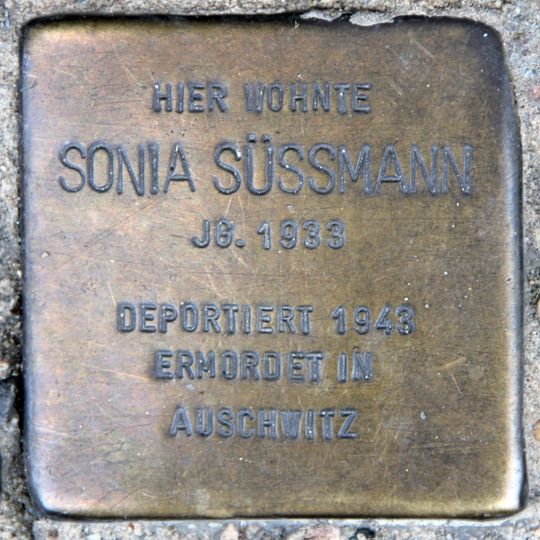 HIER WOHNTE
SONIA SÜSSMANN
JG. 1933
DEPORTIERT 1943
ERMORDET IN
AUSCHWITZ